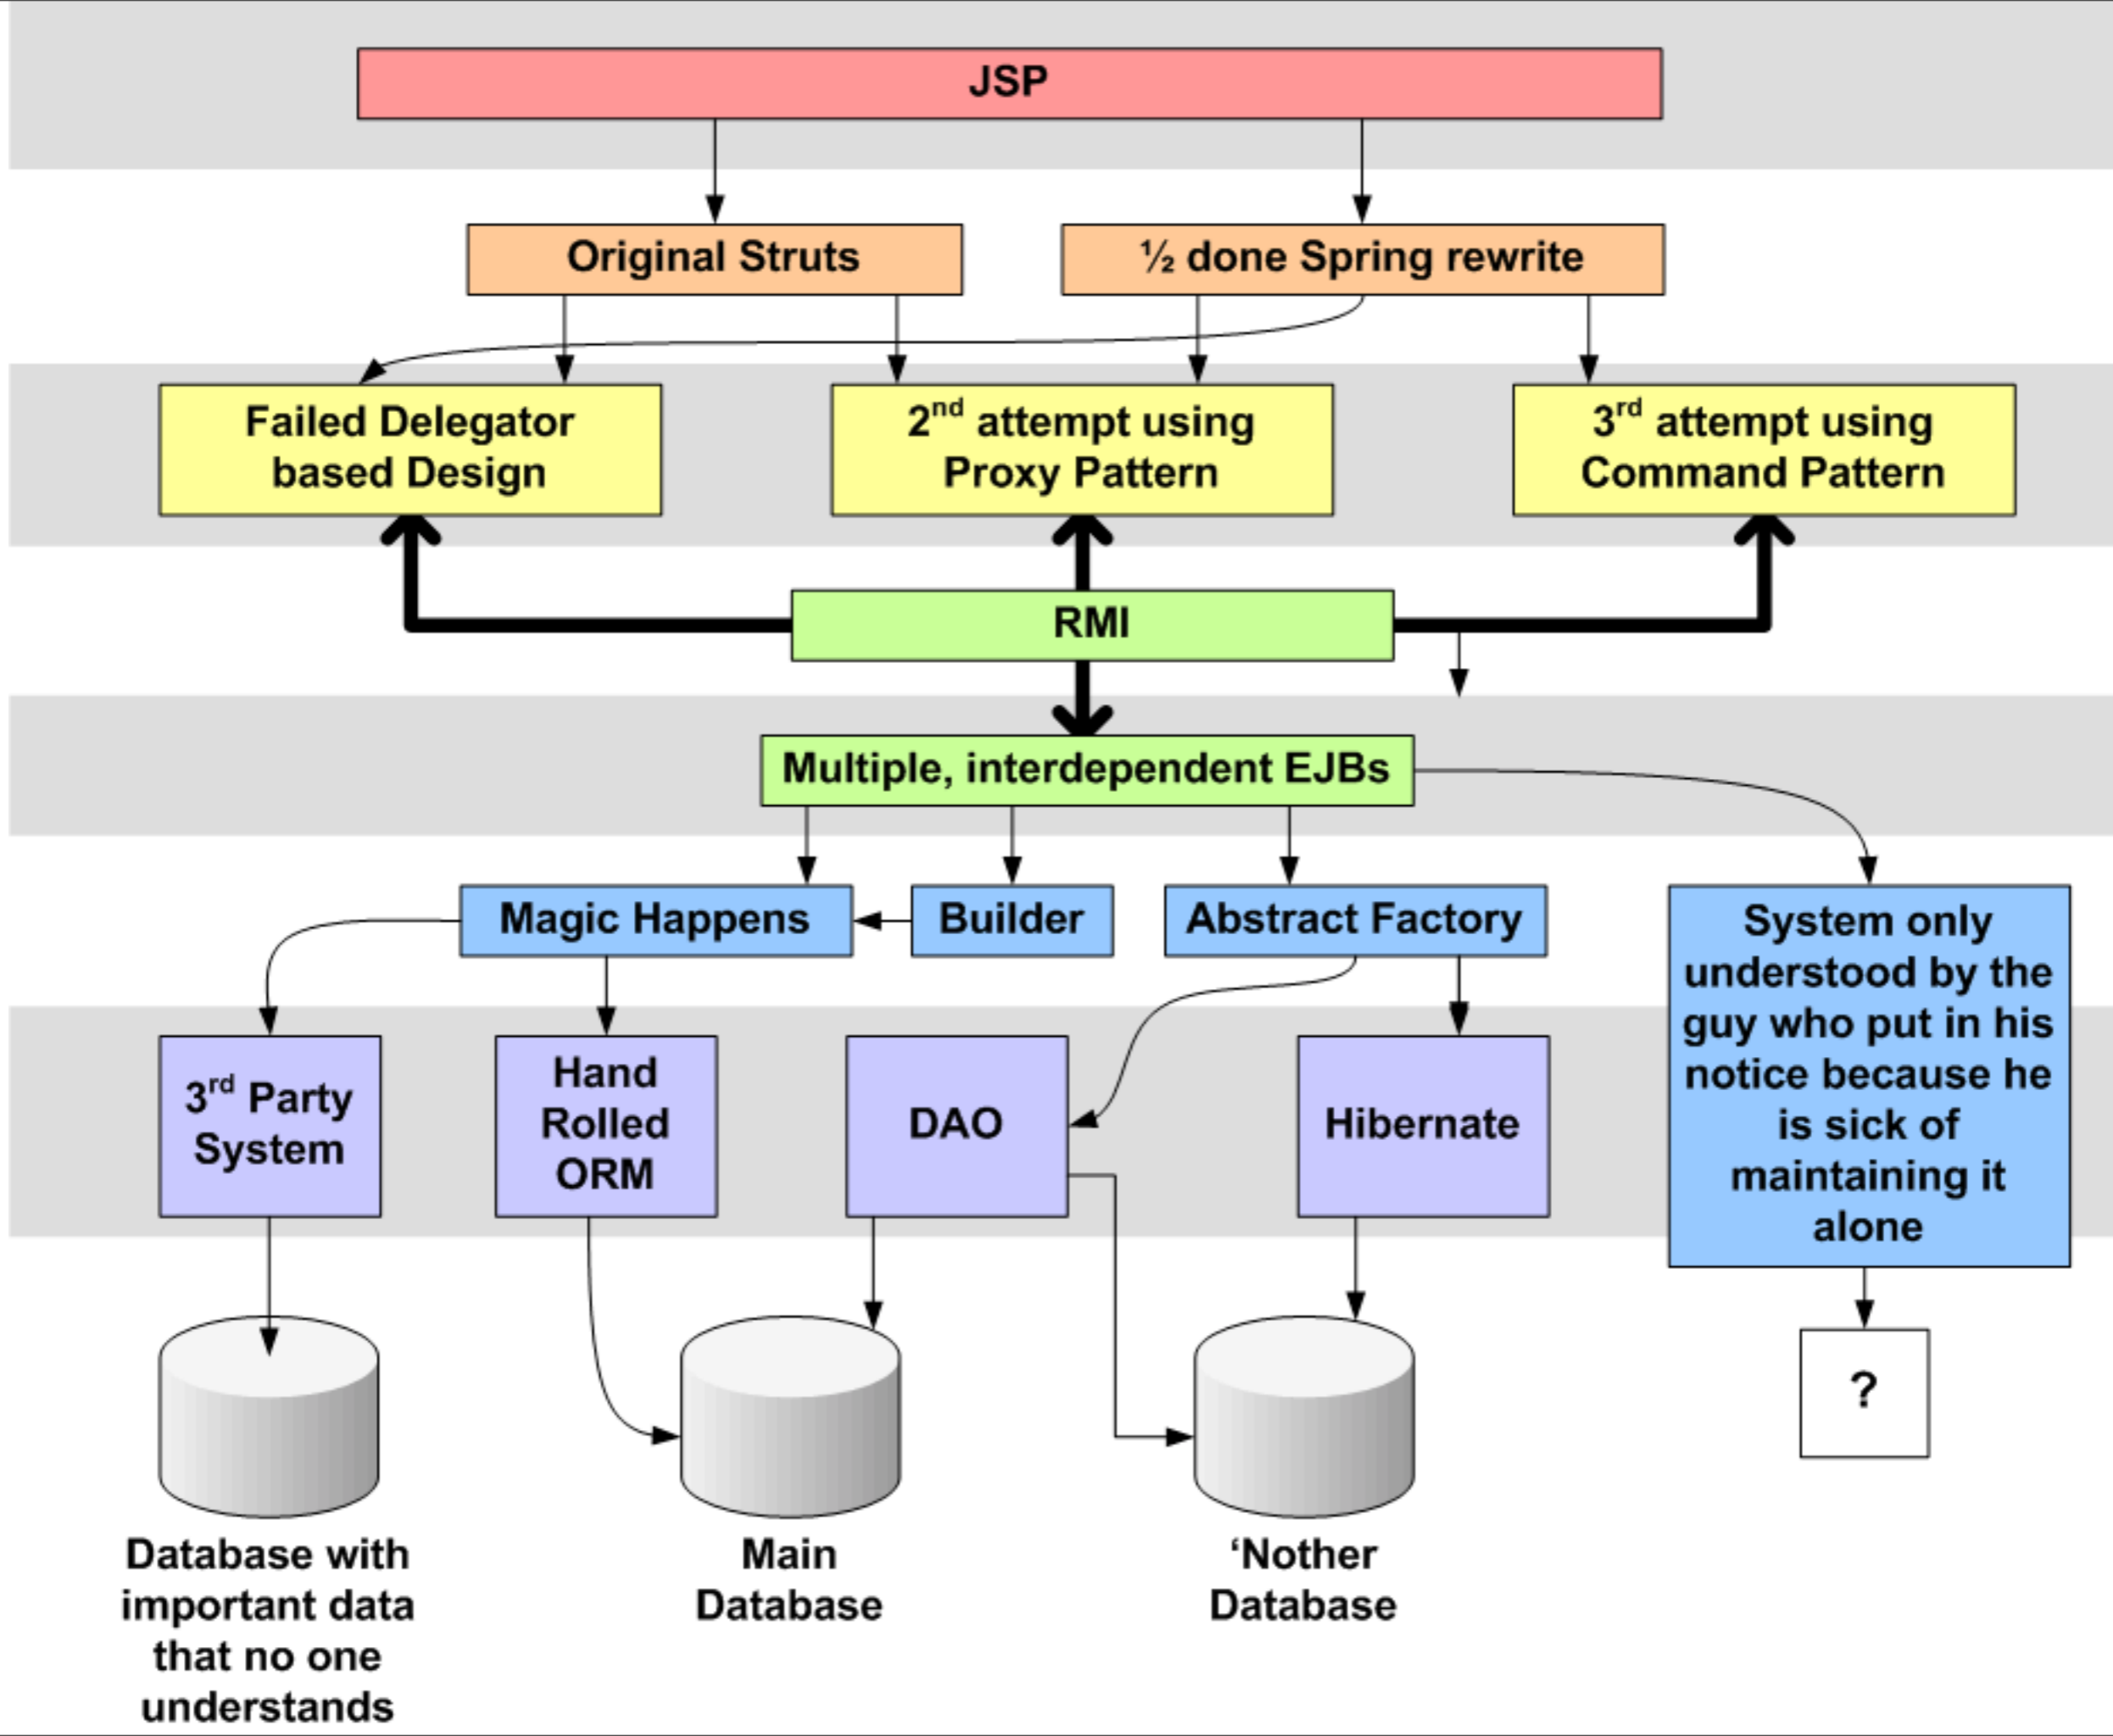 JSP
Original Struts
½ done Spring rewrite
Failed Delegator
based Design
2nd attempt using
Proxy Pattern
3rd attempt using
Command Pattern
RMI
Multiple, interdependent EJBs
Magic Happens
Builder
Abstract Factory
System only
understood by the
guy who put in his
notice because he
is sick of
maintaining it
alone
3rd Party
System
Hand
Rolled
ORM
DAO
Hibernate
?
Database with
important data
that no one
understands
Main
Database
‘Nother
Database